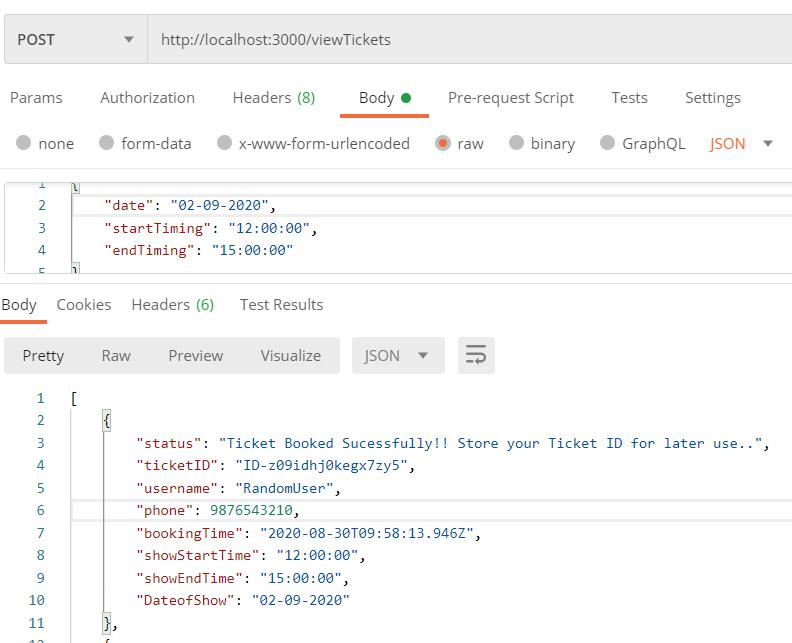 POST http://localhost:3000/viewTickets
Params Authorization Headers (8) Body Pre-request Script Tests Settings
none form-data x-www-form-urlencoded raw binary GraphQL JSON
1 {
2 "date": "02-09-2020",
3 "startTiming": "12:00:00",
4 "endTiming": "15:00:00"
5 }
Body Cookies Headers (6) Test Results
Pretty Raw Preview Visualize JSON
1 [
2 {
3 "status": "Ticket Booked Sucessfully!! Store your Ticket ID for later use..",
4 "ticketID": "ID-z09idhj0kegx7zy5",
5 "username": "RandomUser",
6 "phone": 9876543210,
7 "bookingTime": "2020-08-30T09:58:13.946Z",
8 "showStartTime": "12:00:00",
9 "showEndTime": "15:00:00",
10 "DateofShow": "02-09-2020"
11 },